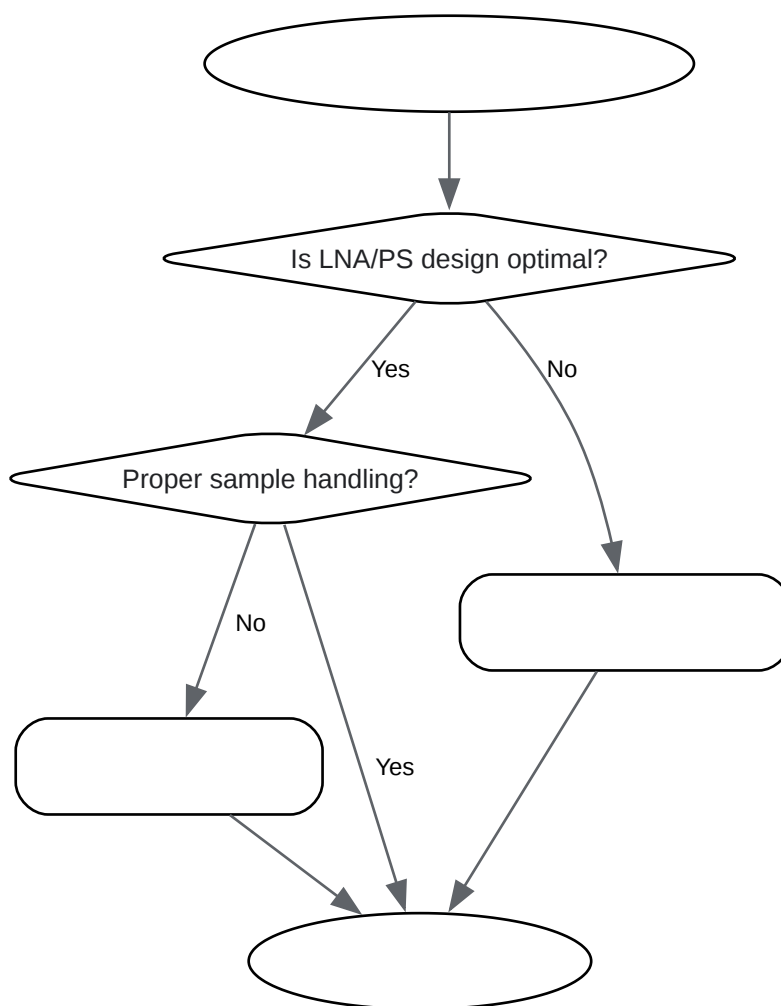 Is LNA/PS design optimal?
Yes
No
Proper sample handling?
No
Yes